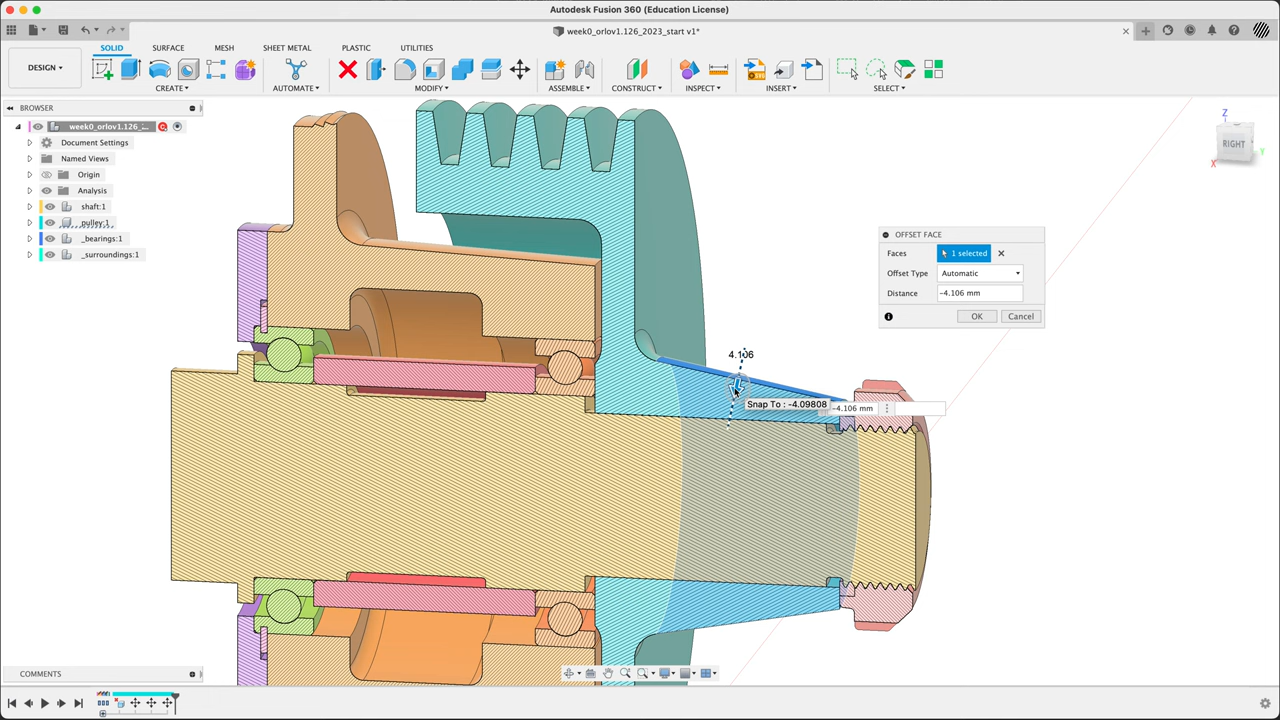 Autodesk Fusion 360 (Education License)
week0_orlov1.126_2023_start v1*
DESIGN
SOLID SURFACE MESH SHEET METAL PLASTIC UTILITIES
CREATE AUTOMATE MODIFY ASSEMBLE CONSTRUCT INSPECT INSERT SELECT
BROWSER
week0_orlov1.126_...
Document Settings
Named Views
Origin
Analysis
shaft:1
pulley:1
_bearings:1
_surroundings:1
Z
RIGHT
X
Y
OFFSET FACE
Faces 1 selected
Offset Type Automatic
Distance -4.106 mm
OK Cancel
4.106
Snap To : -4.09808
-4.106 mm
COMMENTS